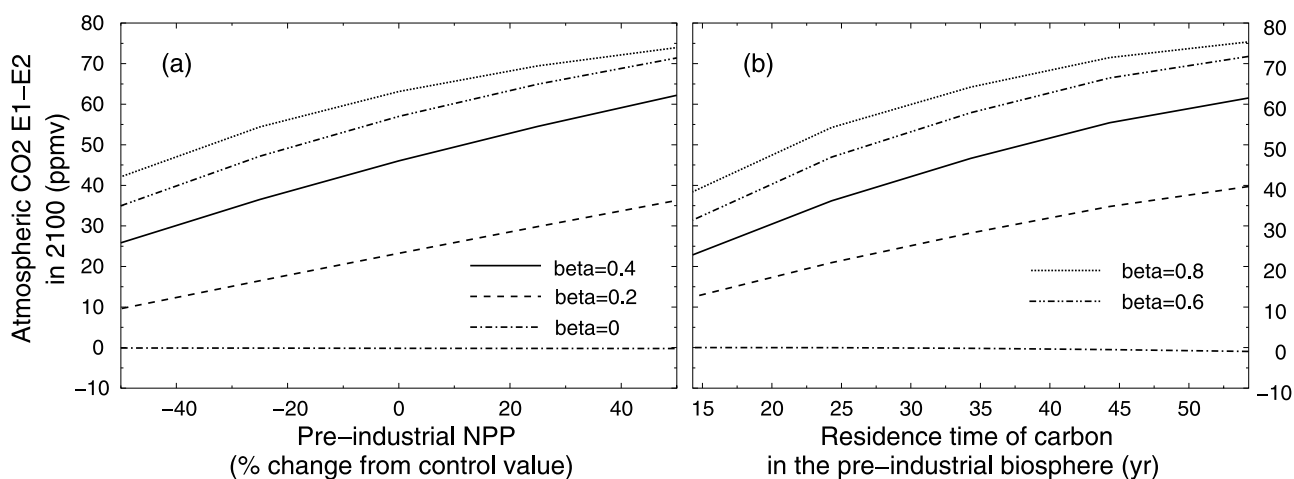 Atmospheric CO2 E1−E2
in 2100 (ppmv)
80
70
60
50
40
30
20
10
0
−10
(a)
beta=0.4
beta=0.2
beta=0
−40
−20
0
20
40
Pre−industrial NPP
(% change from control value)
(b)
beta=0.8
beta=0.6
80
70
60
50
40
30
20
10
0
−10
15
20
25
30
35
40
45
50
Residence time of carbon
in the pre−industrial biosphere (yr)